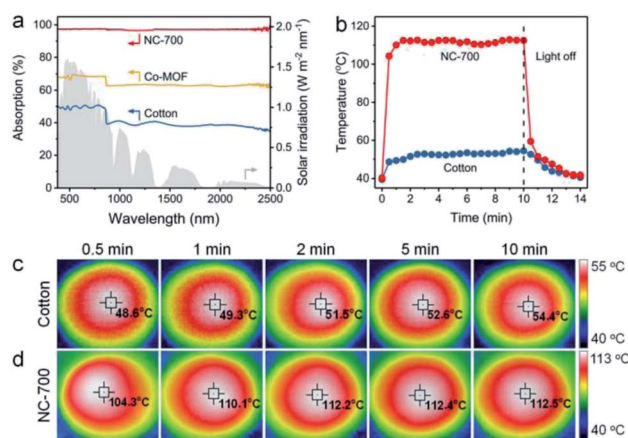 a
Absorption (%)
100
80
60
40
20
0
NC-700
Co-MOF
Cotton
2.0
1.5
1.0
0.5
0.0
Solar irradiation (W m⁻² nm⁻¹)
500 1000 1500 2000 2500
Wavelength (nm)
b
Temperature (°C)
120
100
80
60
40
NC-700
Light off
Cotton
0 2 4 6 8 10 12 14
Time (min)
0.5 min 1 min 2 min 5 min 10 min
c
Cotton
48.6°C 49.3°C 51.5°C 52.6°C 54.4°C
55 °C
40 °C
d
NC-700
104.3°C 110.1°C 112.2°C 112.4°C 112.5°C
113 °C
40 °C